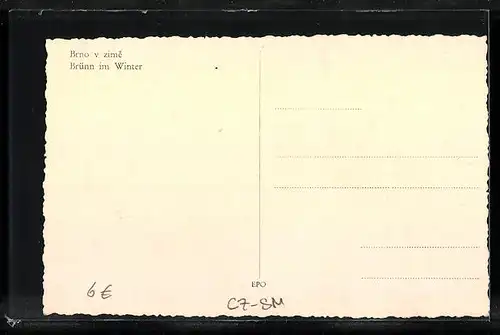 Brno v zimě
Brünn im Winter
EPO
6€
CZ-SM